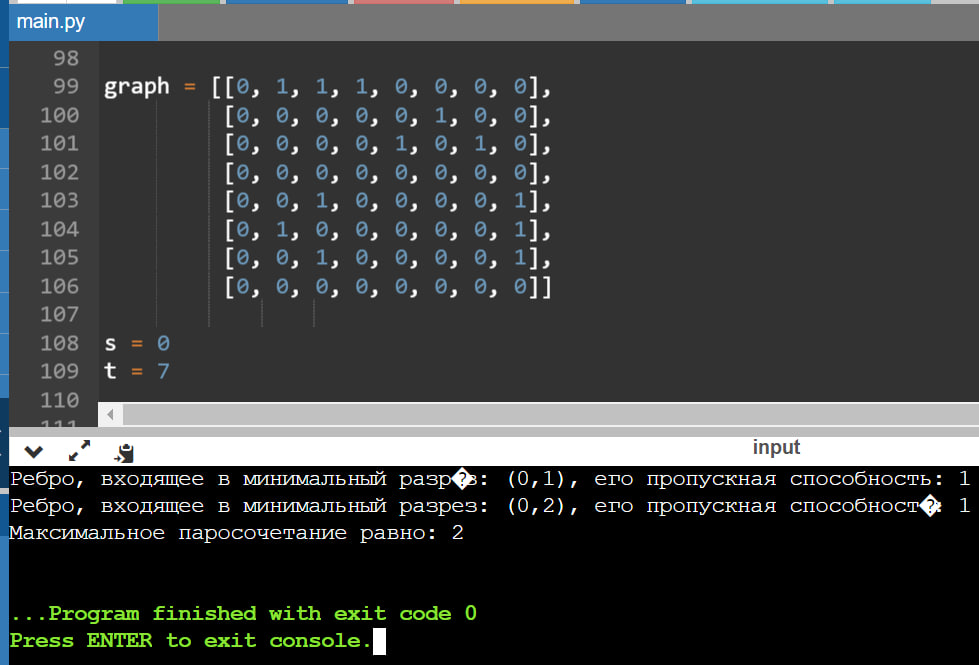 main.py
98
99 graph = [[0, 1, 1, 1, 0, 0, 0, 0],
100 [0, 0, 0, 0, 0, 1, 0, 0],
101 [0, 0, 0, 0, 1, 0, 1, 0],
102 [0, 0, 0, 0, 0, 0, 0, 0],
103 [0, 0, 1, 0, 0, 0, 0, 1],
104 [0, 1, 0, 0, 0, 0, 0, 1],
105 [0, 0, 1, 0, 0, 0, 0, 1],
106 [0, 0, 0, 0, 0, 0, 0, 0]]
107
108 s = 0
109 t = 7
110
111
input
Ребро, входящее в минимальный разр�в: (0,1), его пропускная способность: 1
Ребро, входящее в минимальный разрез: (0,2), его пропускная способност�: 1
Максимальное паросочетание равно: 2
...Program finished with exit code 0
Press ENTER to exit console.